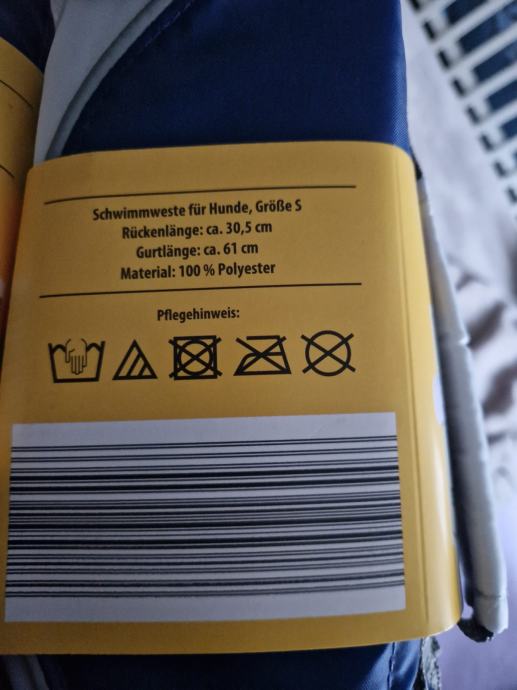 Schwimmweste für Hunde, Größe S
Rückenlänge: ca. 30,5 cm
Gurtlänge: ca. 61 cm
Material: 100 % Polyester
Pflegehinweis: